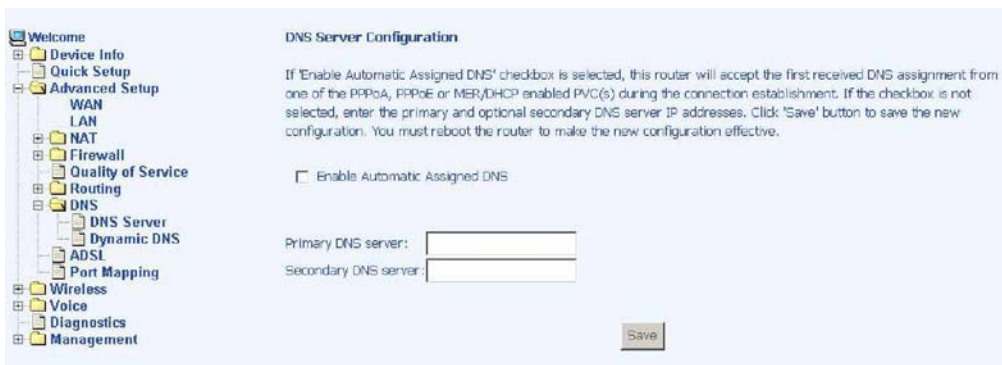 Welcome
Device Info
Quick Setup
Advanced Setup
WAN
LAN
NAT
Firewall
Quality of Service
Routing
DNS
DNS Server
Dynamic DNS
ADSL
Port Mapping
Wireless
Voice
Diagnostics
Management
DNS Server Configuration
If 'Enable Automatic Assigned DNS' checkbox is selected, this router will accept the first received DNS assignment from
one of the PPPoA, PPPoE or MER/DHCP enabled PVC(s) during the connection establishment. If the checkbox is not
selected, enter the primary and optional secondary DNS server IP addresses. Click 'Save' button to save the new
configuration. You must reboot the router to make the new configuration effective.
Enable Automatic Assigned DNS
Primary DNS server:
Secondary DNS server:
Save